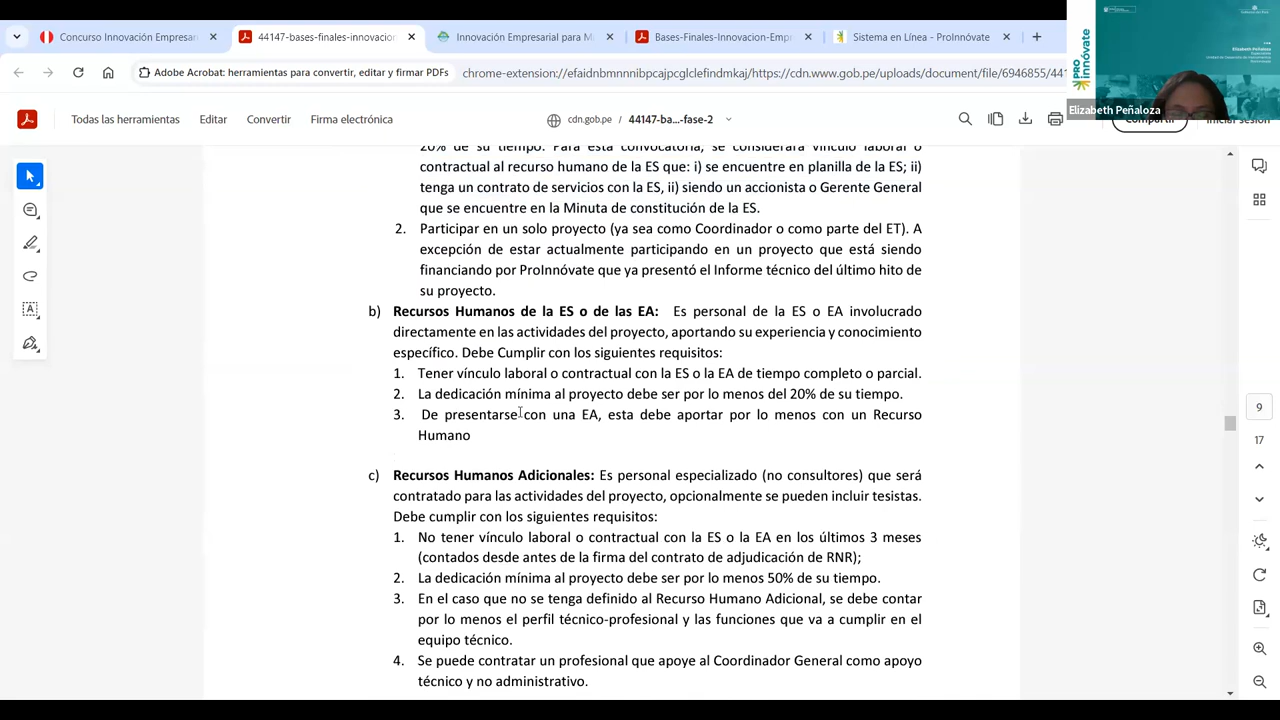 Concurso Innovación Empresari
44147-bases-finales-innovacion
Innovación Empresarial para M
Bases-Finales-Innovacion-Emp
Sistema en Línea - ProInnóvate
Adobe Acrobat: herramientas para convertir, editar y firmar PDFs
chrome-extension://efaidnbmnnnibpcajpcglclefindmkaj/https://cdn.www.gob.pe/uploads/document/file/6946855/44
PRO innóvate
Elizabeth Peñaloza
Elizabeth Peñaloza
Todas las herramientas
Editar
Convertir
Firma electrónica
cdn.gob.pe / 44147-ba...-fase-2
Compartir
Iniciar sesión
20% de su tiempo. Para esta convocatoria, se considerará vínculo laboral o
contractual al recurso humano de la ES que: i) se encuentre en planilla de la ES; ii)
tenga un contrato de servicios con la ES, ii) siendo un accionista o Gerente General
que se encuentre en la Minuta de constitución de la ES.
2. Participar en un solo proyecto (ya sea como Coordinador o como parte del ET). A
excepción de estar actualmente participando en un proyecto que está siendo
financiando por ProInnóvate que ya presentó el Informe técnico del último hito de
su proyecto.
b) Recursos Humanos de la ES o de las EA: Es personal de la ES o EA involucrado
directamente en las actividades del proyecto, aportando su experiencia y conocimiento
específico. Debe Cumplir con los siguientes requisitos:
1. Tener vínculo laboral o contractual con la ES o la EA de tiempo completo o parcial.
2. La dedicación mínima al proyecto debe ser por lo menos del 20% de su tiempo.
3. De presentarse con una EA, esta debe aportar por lo menos con un Recurso
Humano
c) Recursos Humanos Adicionales: Es personal especializado (no consultores) que será
contratado para las actividades del proyecto, opcionalmente se pueden incluir tesistas.
Debe cumplir con los siguientes requisitos:
1. No tener vínculo laboral o contractual con la ES o la EA en los últimos 3 meses
(contados desde antes de la firma del contrato de adjudicación de RNR);
2. La dedicación mínima al proyecto debe ser por lo menos 50% de su tiempo.
3. En el caso que no se tenga definido al Recurso Humano Adicional, se debe contar
por lo menos el perfil técnico-profesional y las funciones que va a cumplir en el
equipo técnico.
4. Se puede contratar un profesional que apoye al Coordinador General como apoyo
técnico y no administrativo.
9
17